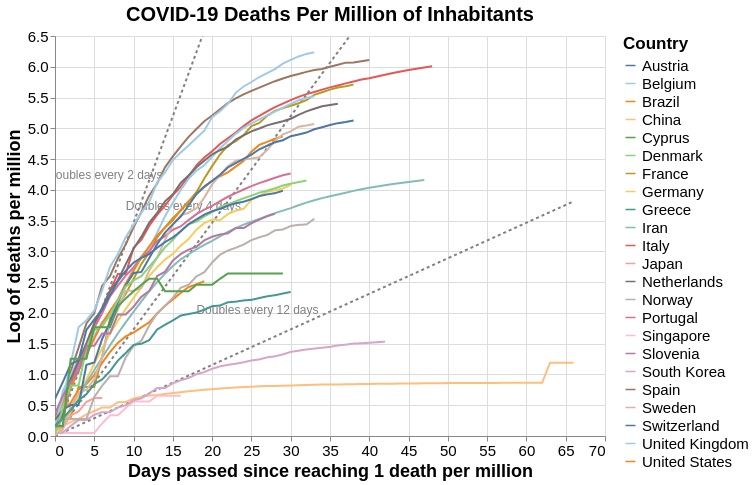 COVID-19 Deaths Per Million of Inhabitants
Log of deaths per million
6.5
6.0
5.5
5.0
4.5
4.0
3.5
3.0
2.5
2.0
1.5
1.0
0.5
0.0
oubles every 2 days
Doubles every 4 days
Doubles every 12 days
0 5 10 15 20 25 30 35 40 45 50 55 60 65 70
Days passed since reaching 1 death per million
Country
Austria
Belgium
Brazil
China
Cyprus
Denmark
France
Germany
Greece
Iran
Italy
Japan
Netherlands
Norway
Portugal
Singapore
Slovenia
South Korea
Spain
Sweden
Switzerland
United Kingdom
United States